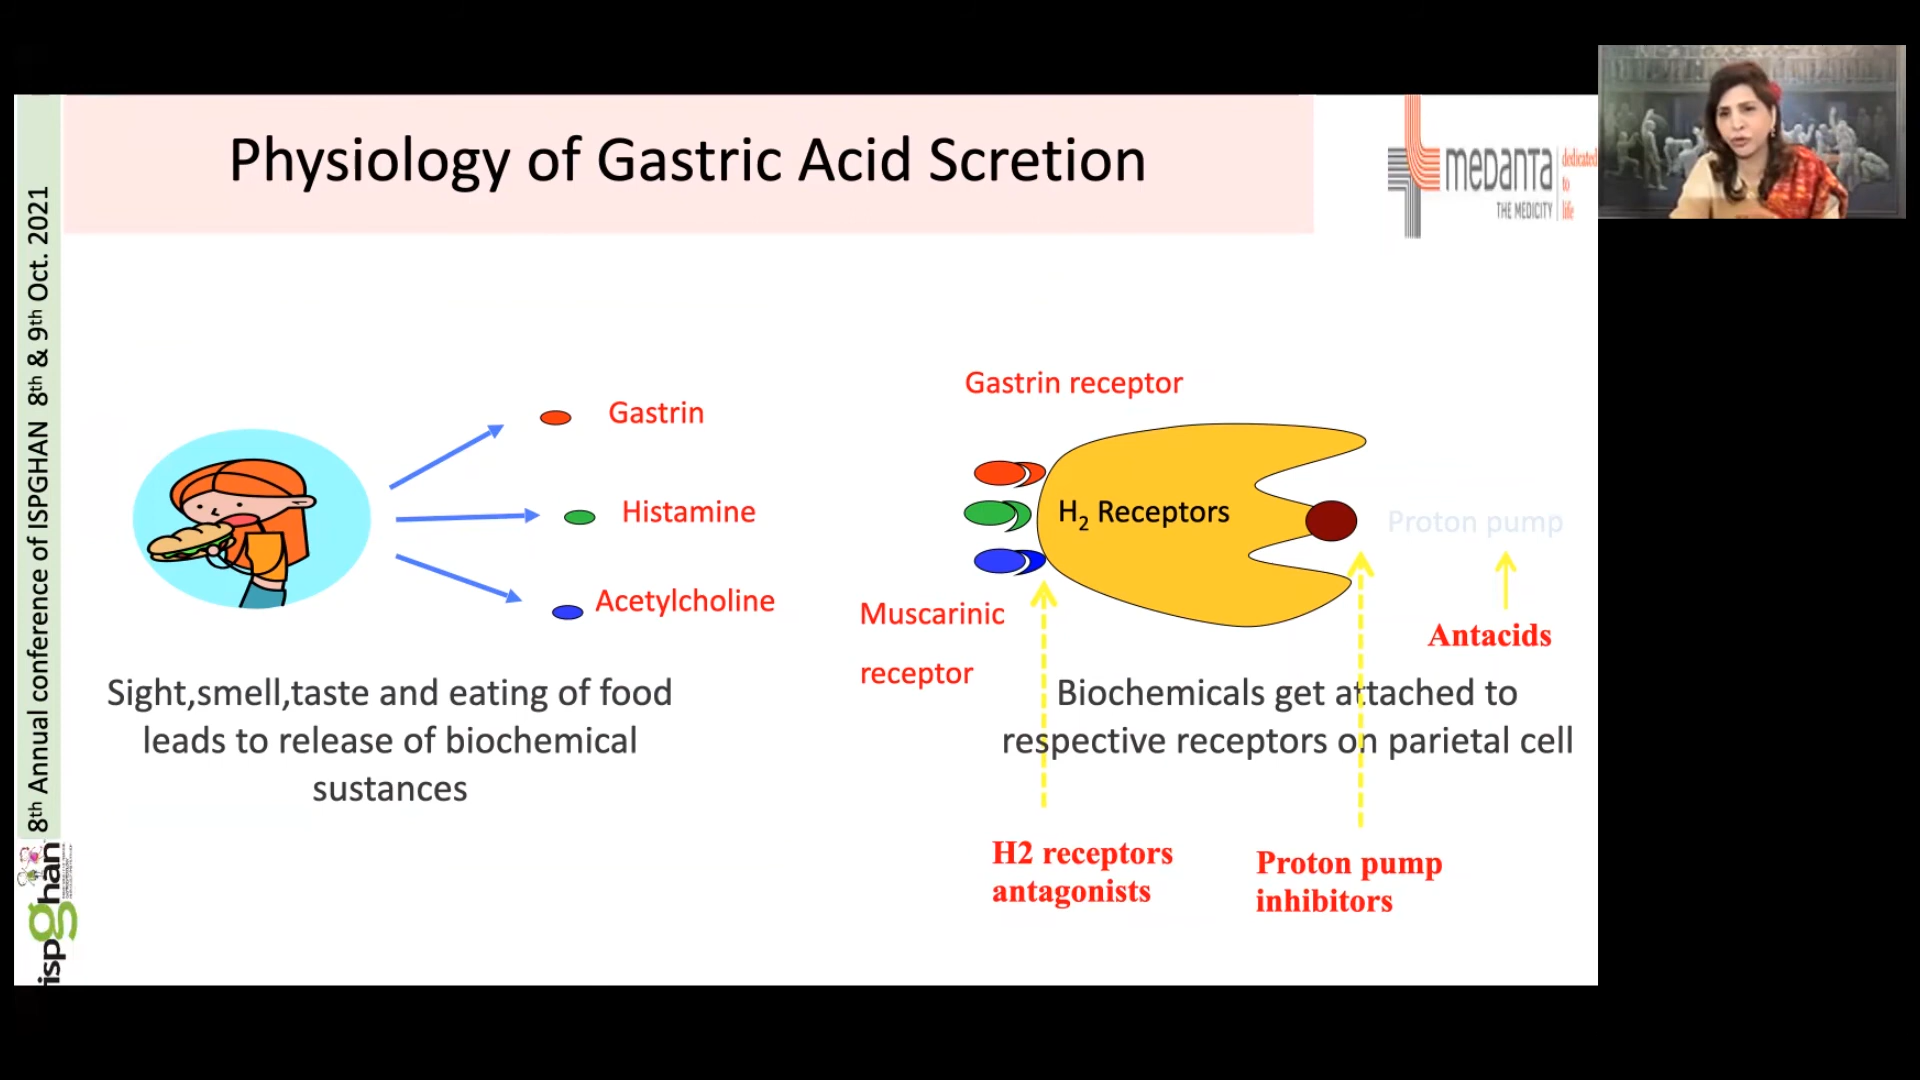 Physiology of Gastric Acid Scretion
MEDANTA
THE MEDICITY
dedicated
to
life
8th Annual conference of ISPGHAN 8th & 9th Oct. 2021
ispghan
Gastrin
Histamine
Acetylcholine
Sight,smell,taste and eating of food
leads to release of biochemical
sustances
Gastrin receptor
H2 Receptors
Proton pump
Muscarinic
receptor
Antacids
Biochemicals get attached to
respective receptors on parietal cell
H2 receptors
antagonists
Proton pump
inhibitors